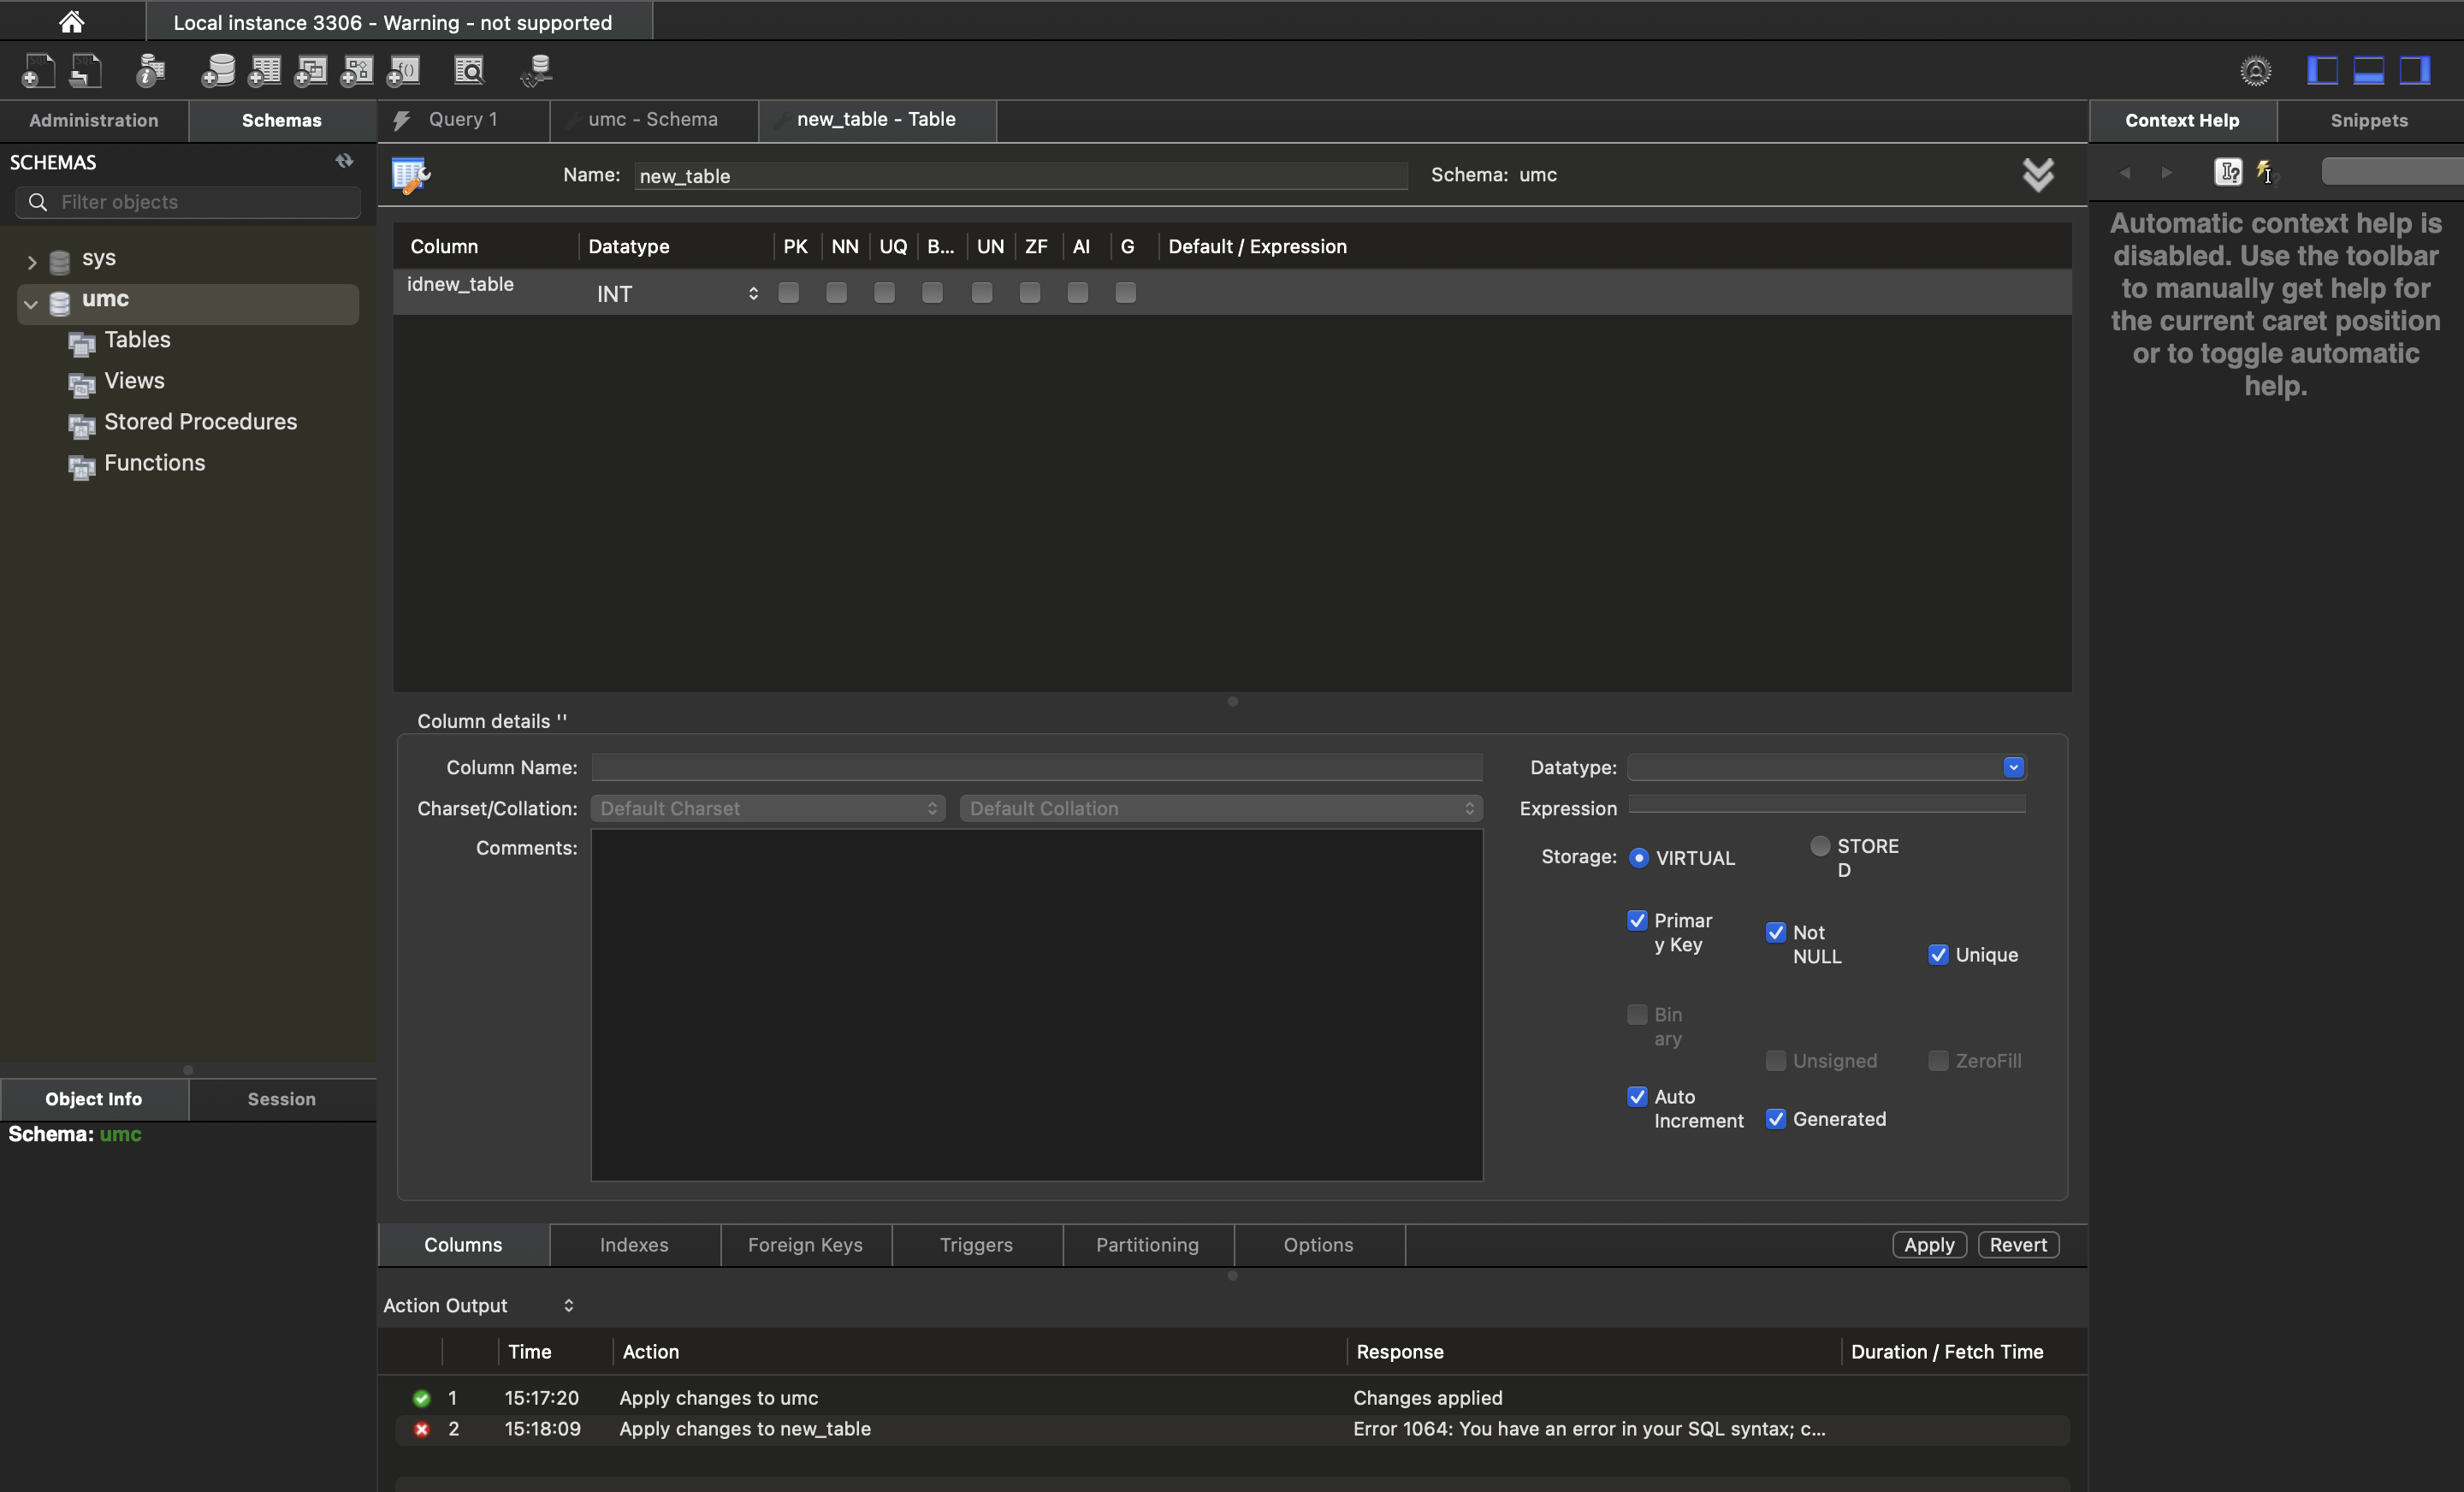 Local instance 3306 - Warning - not supported
Administration
Schemas
SCHEMAS
Filter objects
sys
umc
Tables
Views
Stored Procedures
Functions
Object Info
Session
Schema: umc
Query 1
umc - Schema
new_table - Table
Name: new_table
Schema: umc
Column Datatype PK NN UQ B... UN ZF AI G Default / Expression
idnew_table INT
Column details ''
Column Name:
Charset/Collation: Default Charset Default Collation
Comments:
Datatype:
Expression
Storage: VIRTUAL
STORE
D
Primar
y Key
Not
NULL
Unique
Bin
ary
Unsigned
ZeroFill
Auto
Increment
Generated
Columns
Indexes
Foreign Keys
Triggers
Partitioning
Options
Apply
Revert
Action Output
Time Action Response Duration / Fetch Time
1 15:17:20 Apply changes to umc Changes applied
2 15:18:09 Apply changes to new_table Error 1064: You have an error in your SQL syntax; c...
Context Help
Snippets
Automatic context help is
disabled. Use the toolbar
to manually get help for
the current caret position
or to toggle automatic
help.